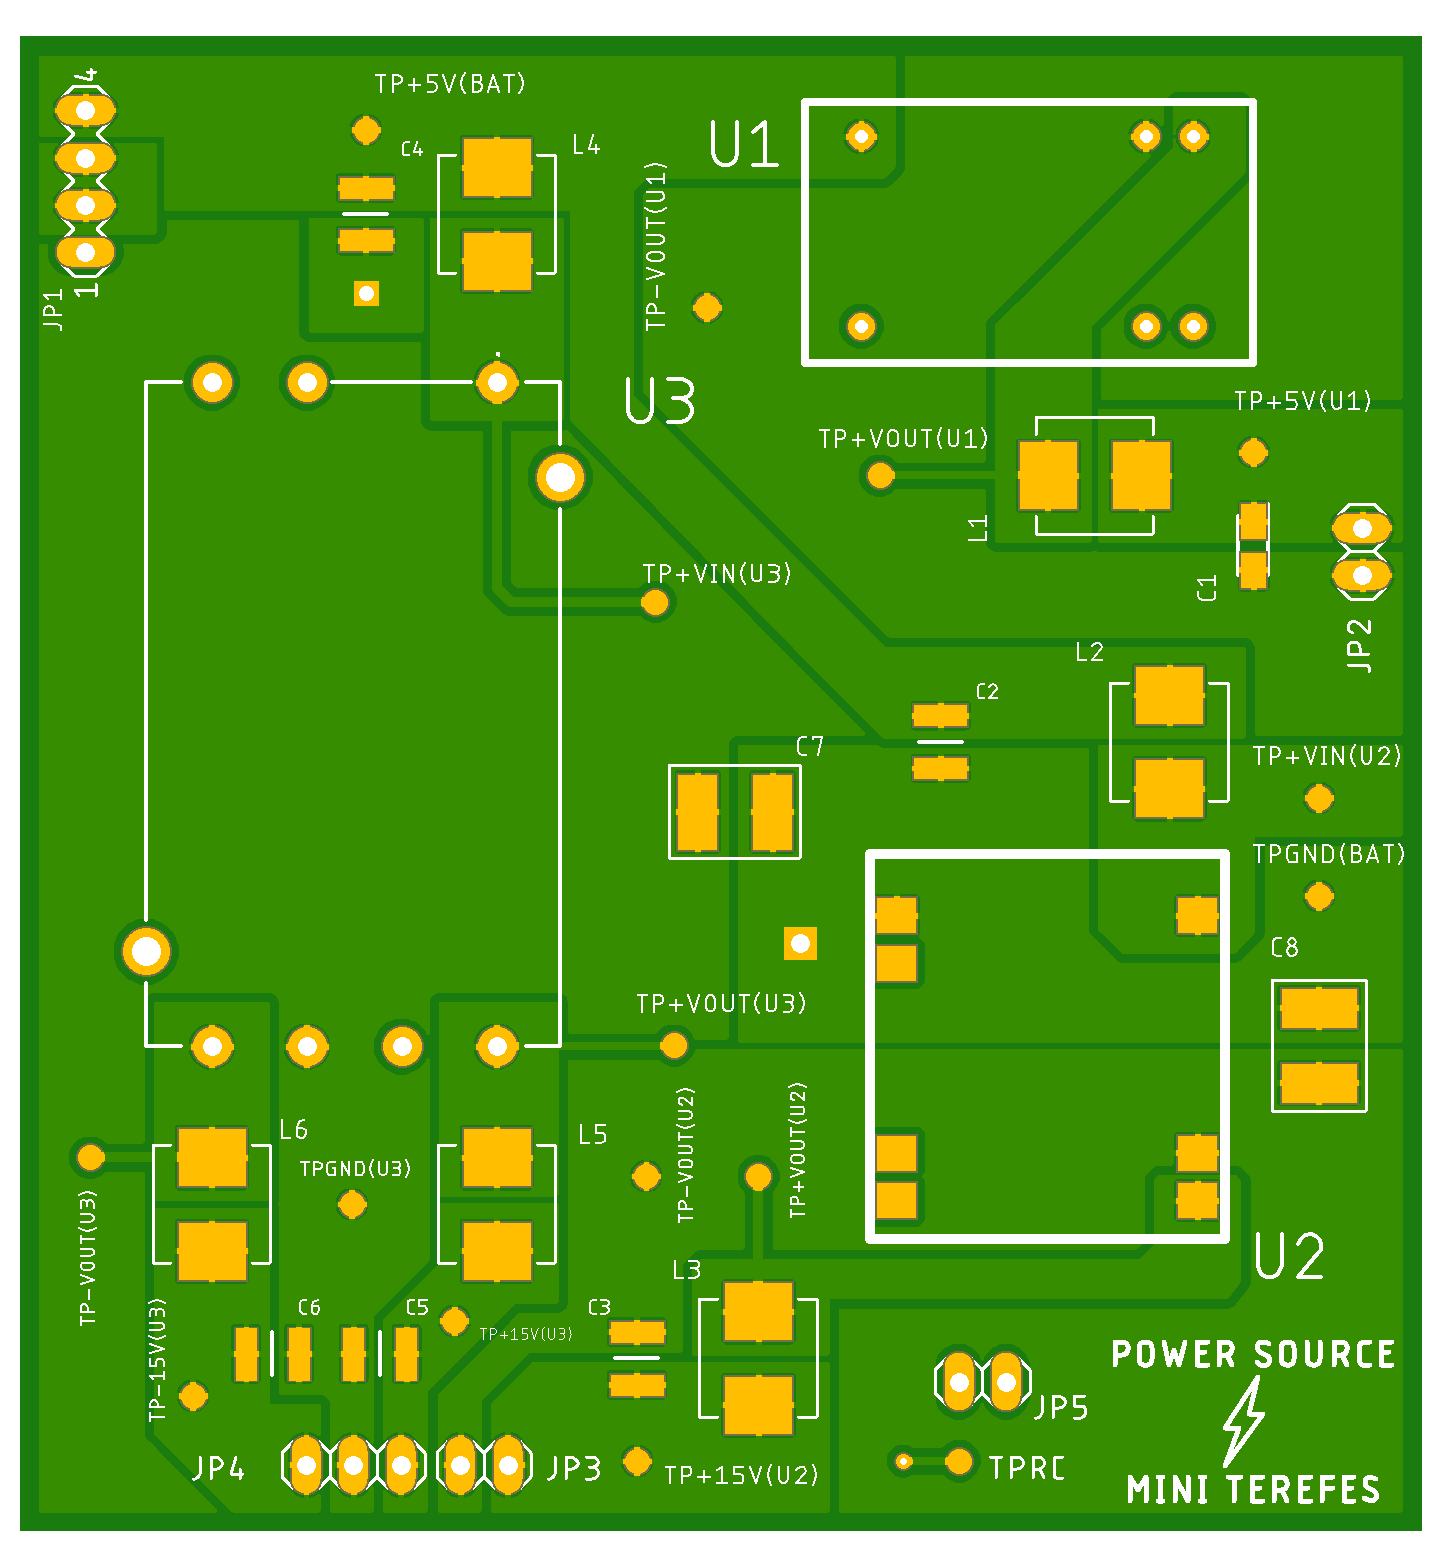 4
TP+5V(BAT)
C4
L4
U1
TP-VOUT(U1)
1
JP1
U3
TP+5V(U1)
TP+VOUT(U1)
L1
TP+VIN(U3)
C1
JP2
L2
C2
C7
TP+VIN(U2)
TPGND(BAT)
C8
TP+VOUT(U3)
L6
L5
TP-VOUT(U2)
TP+VOUT(U2)
TPGND(U3)
TP-VOUT(U3)
U2
L3
C6
C5
C3
TP-15V(U3)
TP+15V(U3)
POWER SOURCE
JP5
JP4
JP3
TP+15V(U2)
TPRC
MINI TEREFES